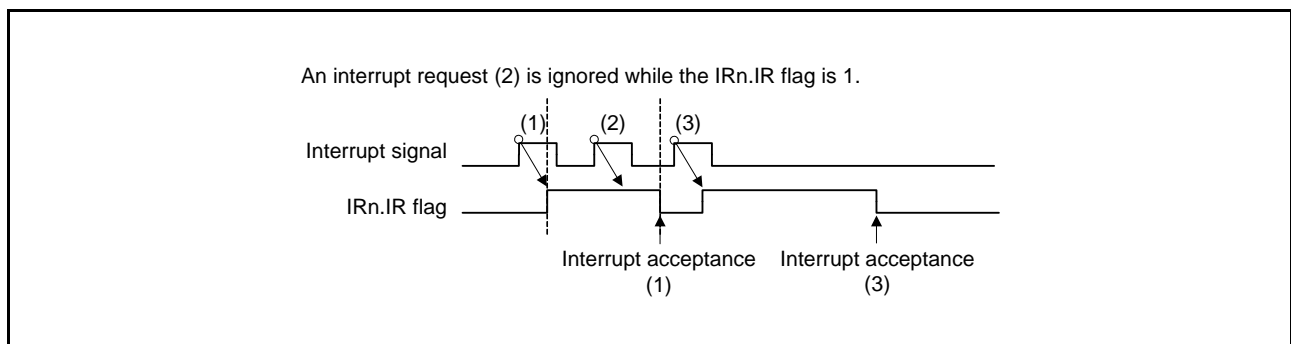 An interrupt request (2) is ignored while the IRn.IR flag is 1.
(1) (2) (3)
Interrupt signal
IRn.IR flag
Interrupt acceptance Interrupt acceptance
(1) (3)